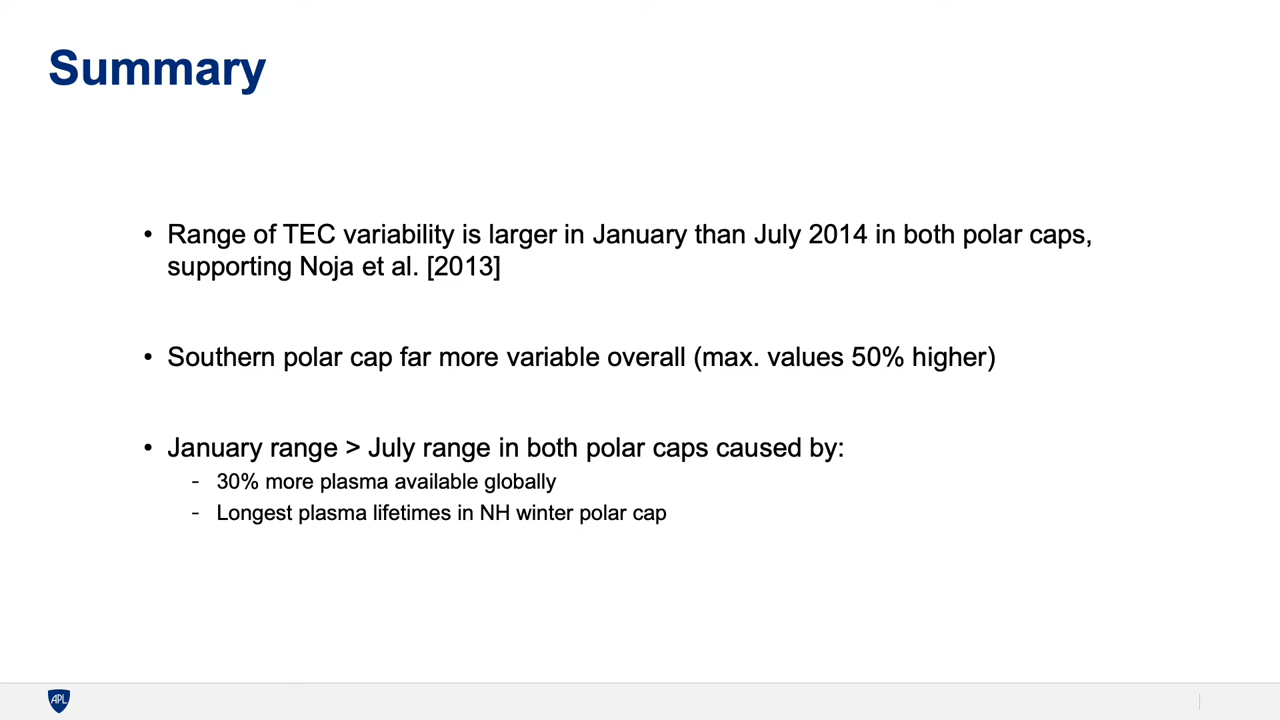 Summary
• Range of TEC variability is larger in January than July 2014 in both polar caps,
supporting Noja et al. [2013]
• Southern polar cap far more variable overall (max. values 50% higher)
• January range > July range in both polar caps caused by:
- 30% more plasma available globally
- Longest plasma lifetimes in NH winter polar cap
APL